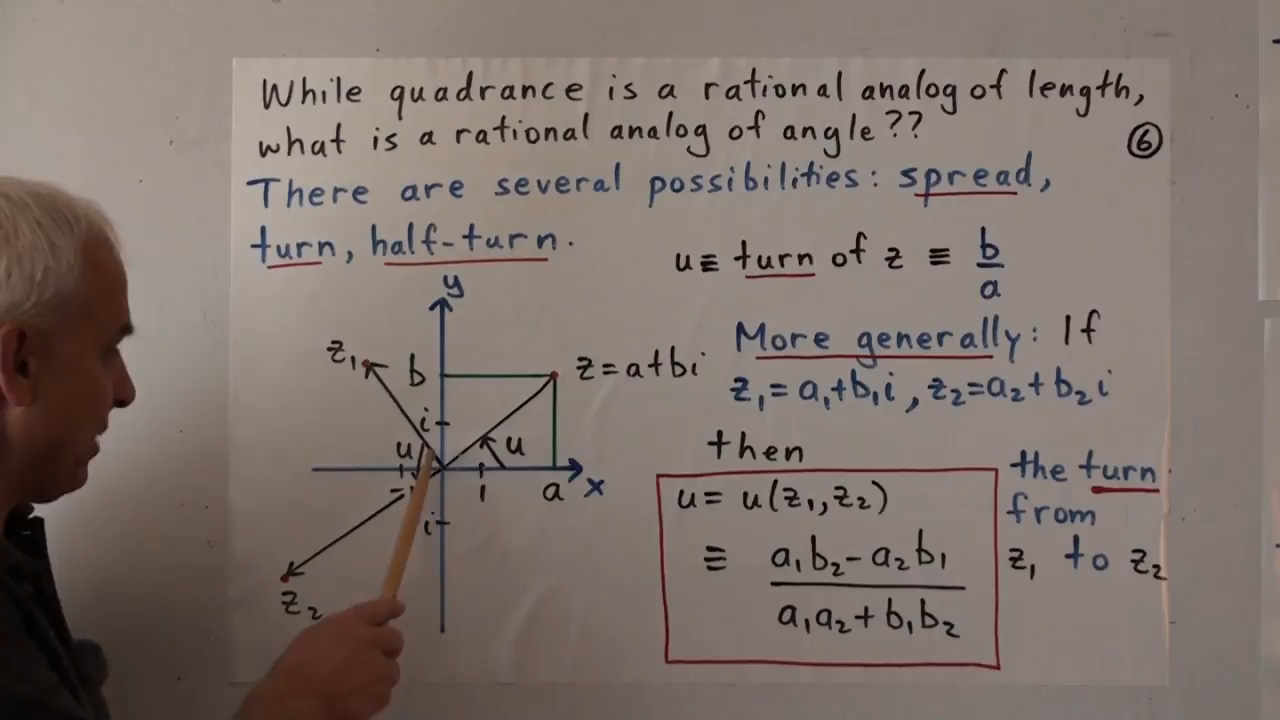 While quadrance is a rational analog of length,
what is a rational analog of angle??
⑥
There are several possibilities: spread,
turn, half-turn.
u ≡ turn of z ≡ b/a
More generally: If
z₁ = a₁+b₁i , z₂=a₂+b₂i
then
u = u(z₁,z₂)
≡ a₁b₂-a₂b₁
a₁a₂+b₁b₂
the turn
from
z₁ to z₂
y
z₁
b
z=a+bi
i
u
u
1
a
x
i
z₂